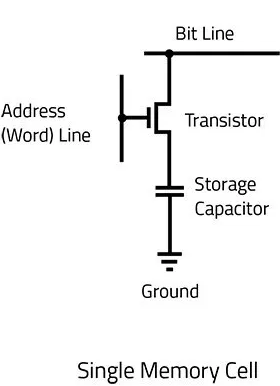 Bit Line
Address
(Word) Line
Transistor
Storage
Capacitor
Ground
Single Memory Cell